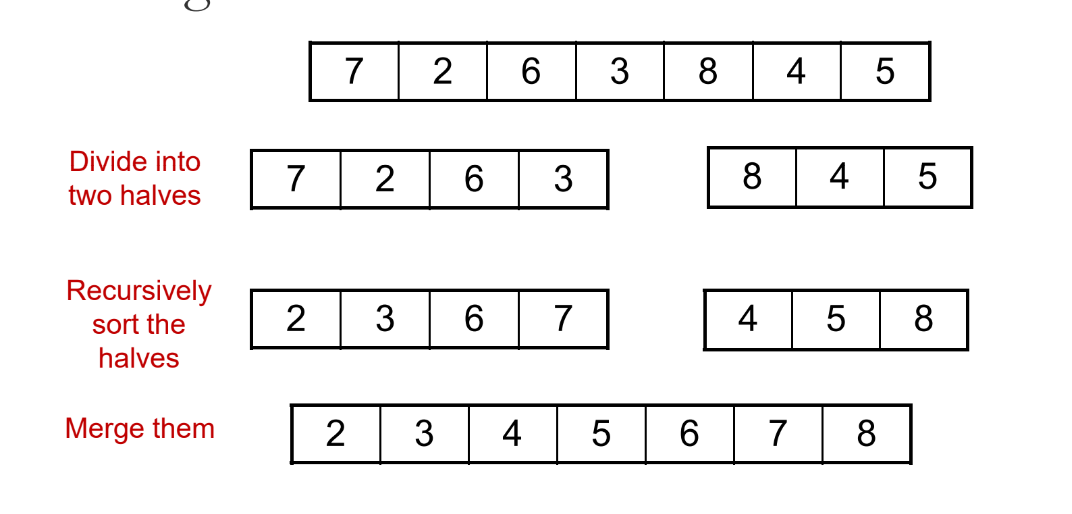 7 2 6 3 8 4 5
Divide into
two halves
7 2 6 3
8 4 5
Recursively
sort the
halves
2 3 6 7
4 5 8
Merge them
2 3 4 5 6 7 8